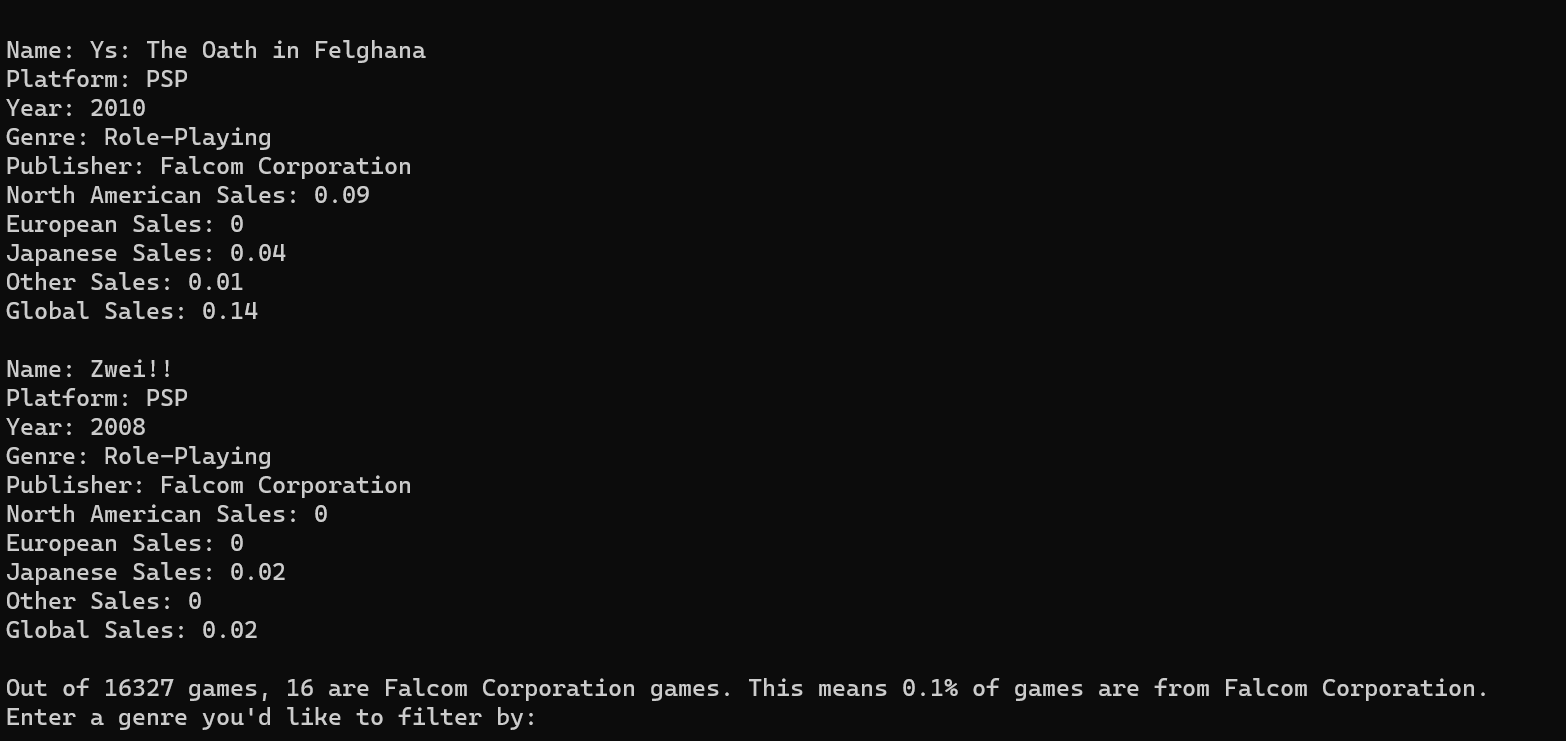 Name: Ys: The Oath in Felghana
Platform: PSP
Year: 2010
Genre: Role-Playing
Publisher: Falcom Corporation
North American Sales: 0.09
European Sales: 0
Japanese Sales: 0.04
Other Sales: 0.01
Global Sales: 0.14
Name: Zwei!!
Platform: PSP
Year: 2008
Genre: Role-Playing
Publisher: Falcom Corporation
North American Sales: 0
European Sales: 0
Japanese Sales: 0.02
Other Sales: 0
Global Sales: 0.02
Out of 16327 games, 16 are Falcom Corporation games. This means 0.1% of games are from Falcom Corporation.
Enter a genre you'd like to filter by: